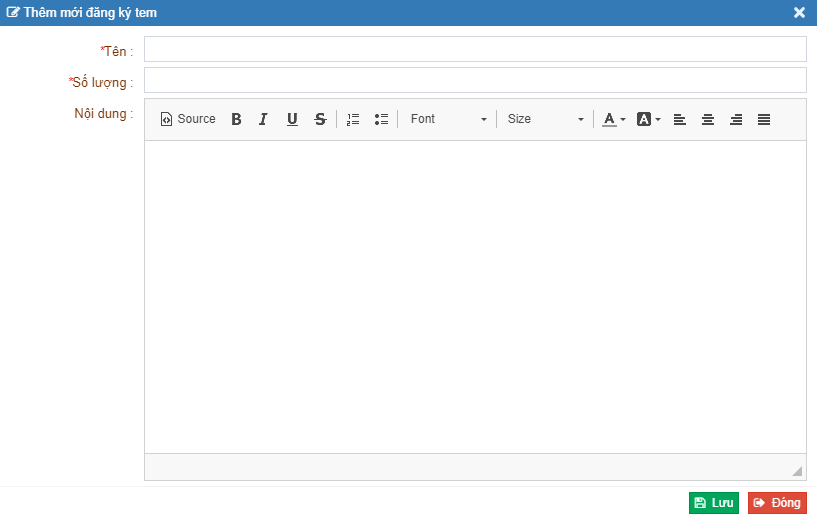 Thêm mới đăng ký tem
*Tên :
*Số lượng :
Nội dung :
Source B I U S Font Size A A
Lưu Đóng